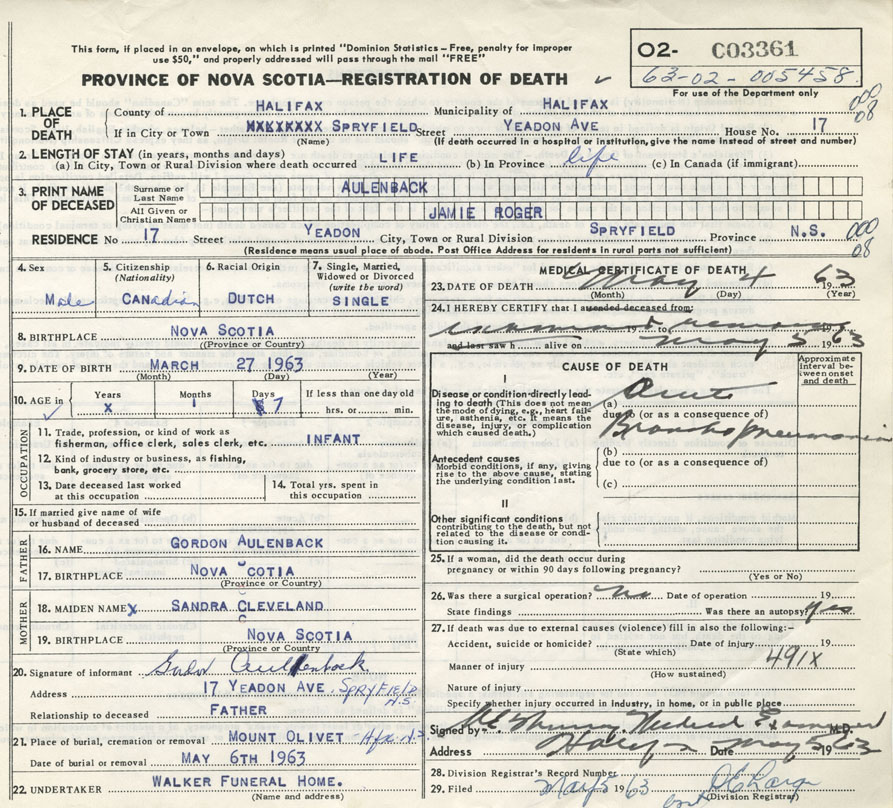 This form, if placed in an envelope, on which is printed "Dominion Statistics - Free, penalty for improper
use $50," and properly addressed will pass through the mail "FREE"
PROVINCE OF NOVA SCOTIA—REGISTRATION OF DEATH ✓
O2- C03361
63-02-005458
For use of the Department only
000
08
1. PLACE OF DEATH
County of HALIFAX Municipality of HALIFAX
If in City or Town XXXXXXX SPRYFIELD Street YEADON AVE House No. 17
(Name) (If death occurred in a hospital or institution, give the name instead of street and number)
2. LENGTH OF STAY (in years, months and days)
(a) In City, Town or Rural Division where death occurred LIFE (b) In Province life (c) In Canada (if immigrant)
3. PRINT NAME OF DECEASED
Surname or Last Name AULENBACK
All Given or Christian Names JAMIE ROGER
RESIDENCE No. 17 Street YEADON City, Town or Rural Division SPRYFIELD Province N.S. 000
08
(Residence means usual place of abode. Post Office Address for residents in rural parts not sufficient)
4. Sex
Male
5. Citizenship (Nationality)
CANadian
6. Racial Origin
DUTCH
7. Single, Married, Widowed or Divorced (write the word)
SINGLE
8. BIRTHPLACE NOVA SCOTIA
(Province or Country)
9. DATE OF BIRTH MARCH 27 1963
(Month) (Day) (Year)
10. AGE in Years Months Days If less than one day old
✓ x 1 7 hrs. or min.
OCCUPATION
11. Trade, profession, or kind of work as
fisherman, office clerk, sales clerk, etc. INFANT
12. Kind of industry or business, as fishing,
bank, grocery store, etc.
13. Date deceased last worked
at this occupation
14. Total yrs. spent in
this occupation
15. If married give name of wife
or husband of deceased
FATHER
16. NAME GORDON AULENBACK
17. BIRTHPLACE NOVA SCOTIA
(Province or Country)
MOTHER
18. MAIDEN NAME x SANDRA CLEVELAND
19. BIRTHPLACE NOVA SCOTIA
(Province or Country)
20. Signature of informant Aulenback
Address 17 YEADON AVE. SPRYFIELD N.S.
Relationship to deceased FATHER
21. Place of burial, cremation or removal MOUNT OLIVET - Hfx. N.S.
Date of burial or removal MAY 6TH 1963
22. UNDERTAKER WALKER FUNERAL HOME.
(Name and address)
MEDICAL CERTIFICATE OF DEATH
23. DATE OF DEATH May 4 1963
(Month) (Day) (Year)
24. I HEREBY CERTIFY that I attended deceased from:
19 to
and last saw h alive on May 5 1963
CAUSE OF DEATH
Approximate interval between onset and death
I
Disease or condition directly leading to death (This does not mean the mode of dying, e.g., heart failure, asthenia, etc. It means the disease, injury, or complication which caused death.)
(a) Acute
due to (or as a consequence of)
Bronchopneumonia
Antecedent causes
Morbid conditions, if any, giving rise to the above cause, stating the underlying condition last.
(b)
due to (or as a consequence of)
(c)
II
Other significant conditions
contributing to the death, but not related to the disease or condition causing it.
25. If a woman, did the death occur during
pregnancy or within 90 days following pregnancy?
(Yes or No)
26. Was there a surgical operation? No Date of operation 19
State findings Was there an autopsy? Yes
27. If death was due to external causes (violence) fill in also the following:-
Accident, suicide or homicide? Date of injury 19
(State which) 491X
Manner of injury
(How sustained)
Nature of injury
Specify whether injury occurred in industry, in home, or in public place
Signed by Medical Examiner M.D.
Address Halifax Date May 5 1963
28. Division Registrar's Record Number
29. Filed May 5 1963
(Division Registrar)